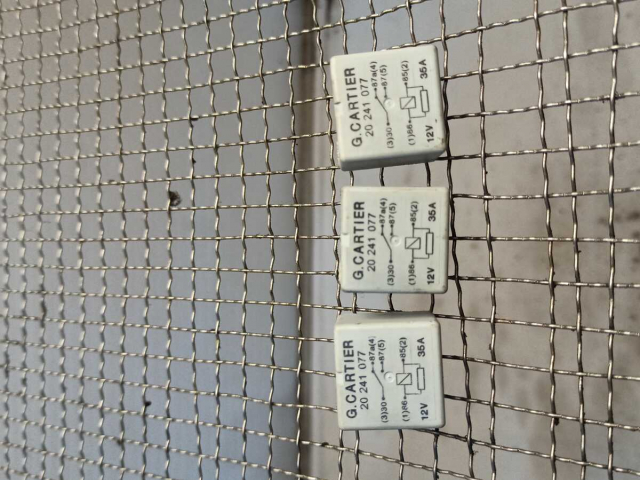 G.CARTIER
20 241 077
87a(4)
(3)30 87(5)
(1)86 85(2)
12V 35A
G.CARTIER
20 241 077
87a(4)
(3)30 87(5)
(1)86 85(2)
12V 35A
G.CARTIER
20 241 077
87a(4)
(3)30 87(5)
(1)86 85(2)
12V 35A